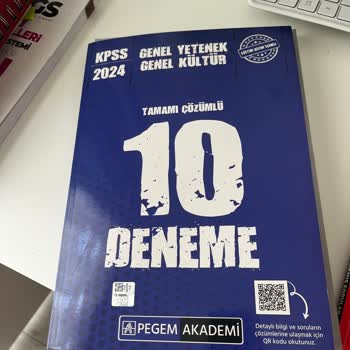 KPSS
2024
GENEL YETENEK
GENEL KÜLTÜR
TAMAMI ÇÖZÜMLÜ
10
DENEME
PEGEM AKADEMİ
Detaylı bilgi ve soruların
çözümlerine ulaşmak için
QR kodu okutunuz.